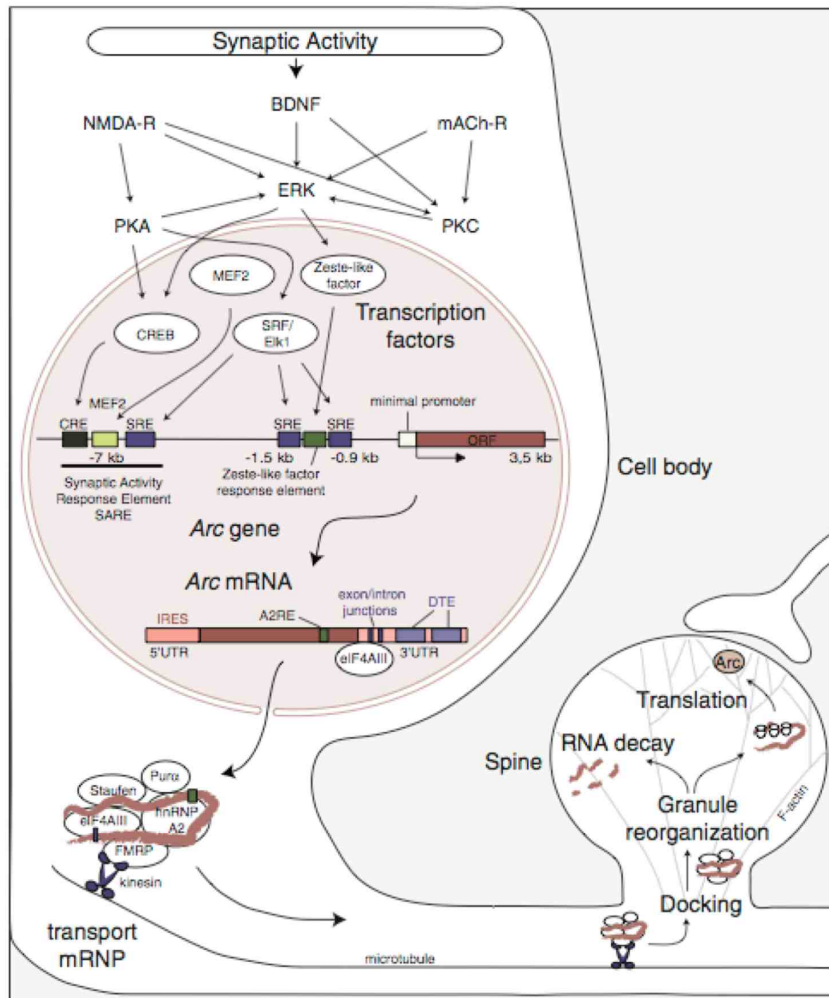 Synaptic Activity
BDNF
NMDA-R
mACh-R
ERK
PKA
PKC
MEF2
Zeste-like
factor
CREB
SRF/
Elk1
Transcription
factors
MEF2
minimal promoter
CRE
SRE
SRE
SRE
ORF
-7 kb
-1.5 kb
-0.9 kb
3,5 kb
Synaptic Activity
Response Element
SARE
Zeste-like factor
response element
Cell body
Arc gene
Arc mRNA
exon/intron
junctions
IRES
A2RE
DTE
5'UTR
eIF4AIII
3'UTR
Arc
Translation
Spine
RNA decay
Granule
reorganization
F-actin
Docking
Purα
Staufen
hnRNP
A2
eIF4AIII
FMRP
kinesin
transport
mRNP
microtubule